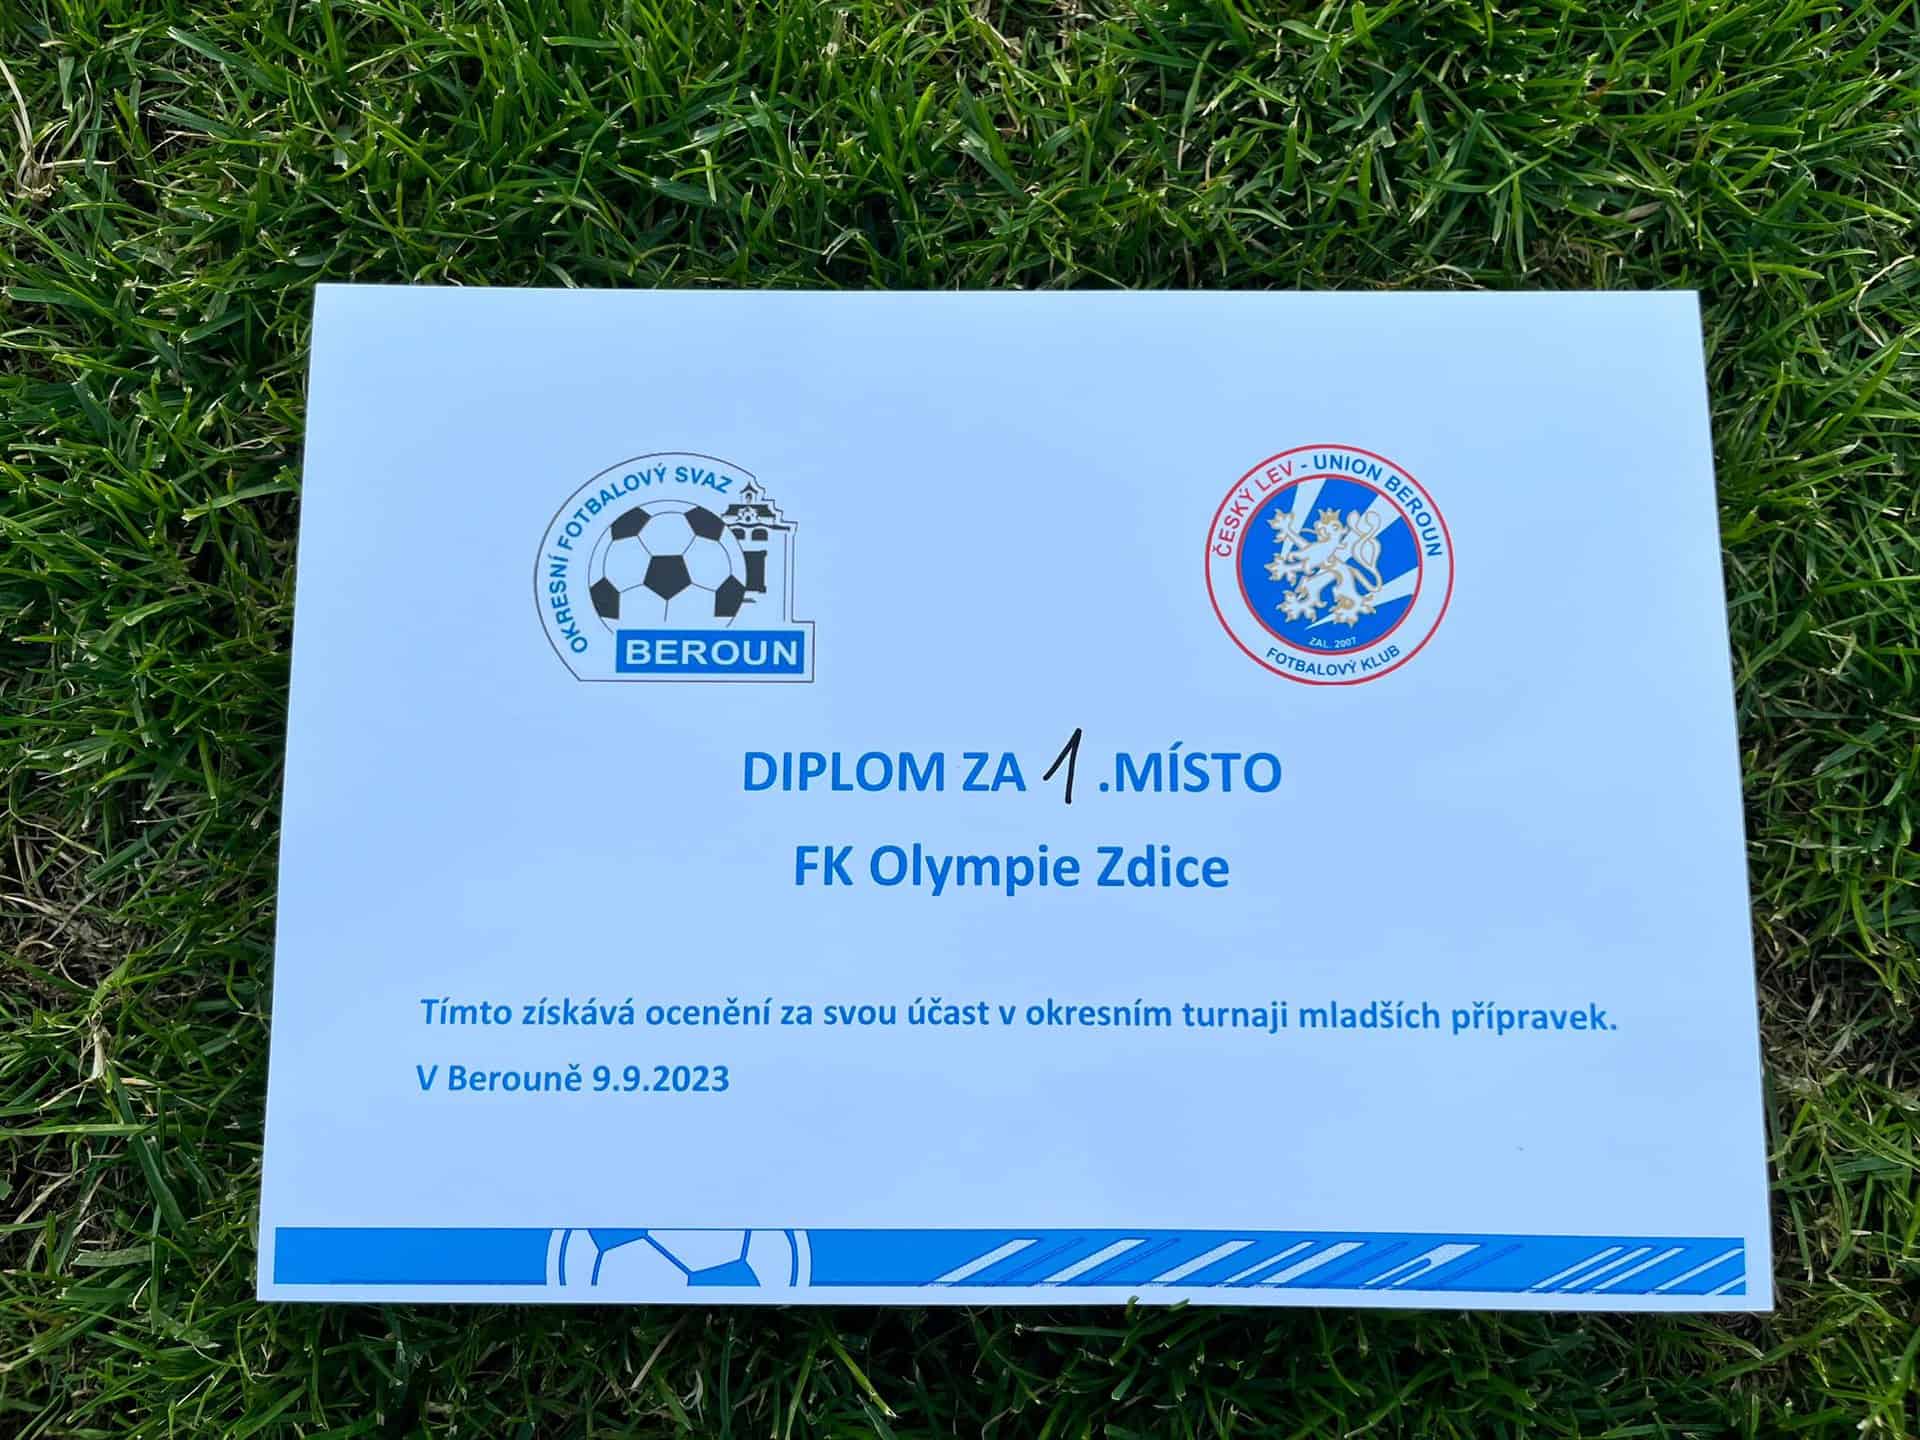 OKRESNÍ FOTBALOVÝ SVAZ
BEROUN
ČESKÝ LEV - UNION BEROUN
ZAL. 2007
FOTBALOVÝ KLUB
DIPLOM ZA 1 .MÍSTO
FK Olympie Zdice
Tímto získává ocenění za svou účast v okresním turnaji mladších přípravek.
V Berouně 9.9.2023